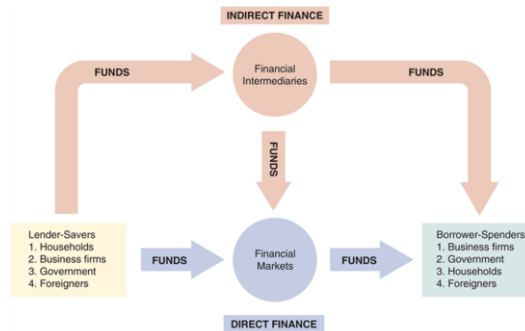 INDIRECT FINANCE
FUNDS
Financial
Intermediaries
FUNDS
FUNDS
Lender-Savers
1. Households
2. Business firms
3. Government
4. Foreigners
FUNDS
Financial
Markets
FUNDS
Borrower-Spenders
1. Business firms
2. Government
3. Households
4. Foreigners
DIRECT FINANCE